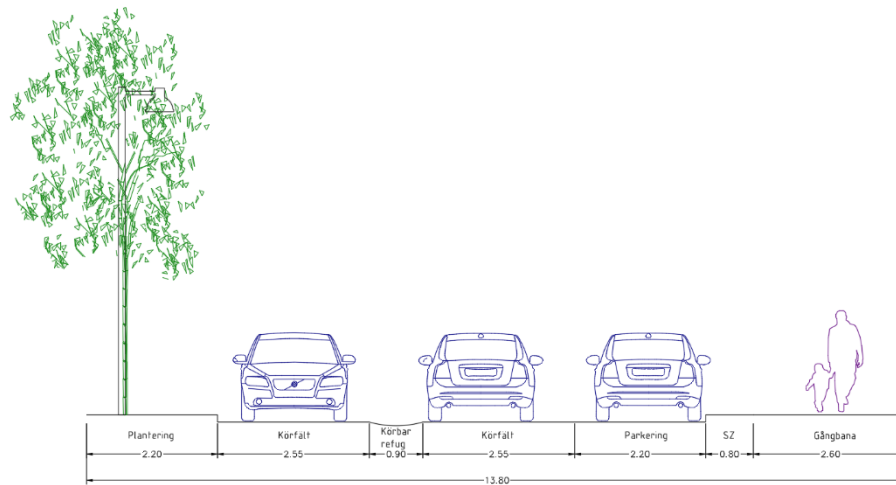 Plantering
Körfält
Körbar
refug
Körfält
Parkering
SZ
Gångbana
2.20
2.55
0.90
2.55
2.20
0.80
2.60
13.80